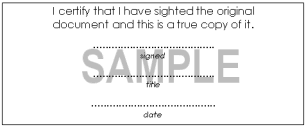 I certify that I have sighted the original
document and this is a true copy of it.
SAMPLE
signed
title
date